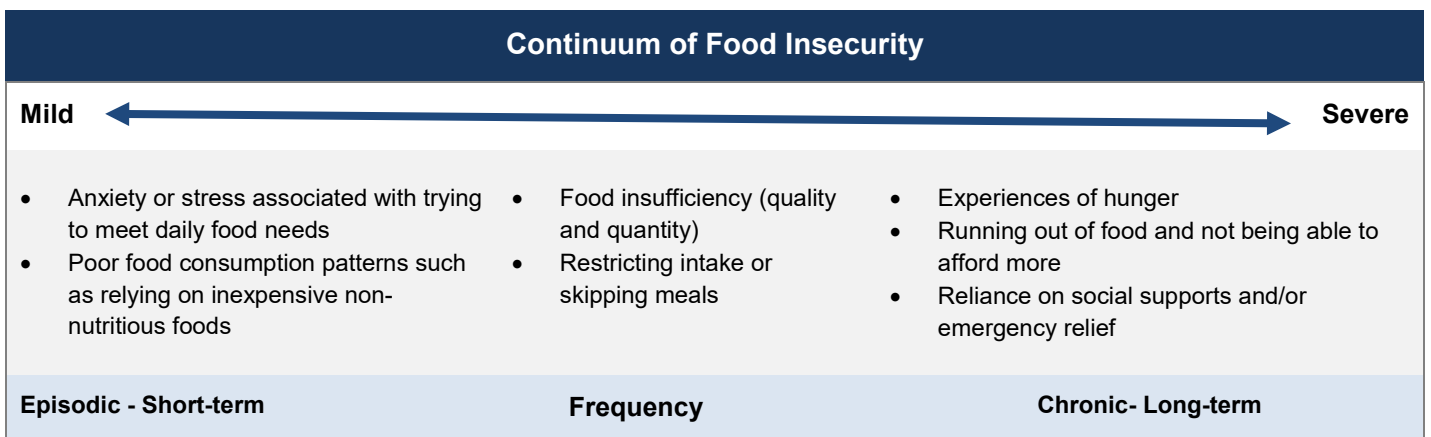 Continuum of Food Insecurity
Mild
Severe
• Anxiety or stress associated with trying
to meet daily food needs
• Poor food consumption patterns such
as relying on inexpensive non-
nutritious foods
• Food insufficiency (quality
and quantity)
• Restricting intake or
skipping meals
• Experiences of hunger
• Running out of food and not being able to
afford more
• Reliance on social supports and/or
emergency relief
Episodic - Short-term
Frequency
Chronic- Long-term